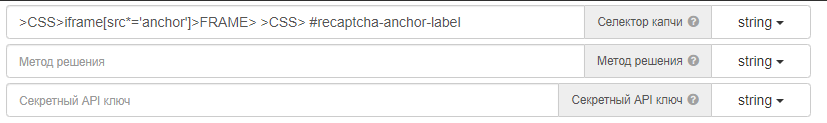 >CSS>iframe[src*='anchor']>FRAME> >CSS> #recaptcha-anchor-label Селектор капчи ? string
Метод решения Метод решения ? string
Секретный API ключ Секретный API ключ ? string